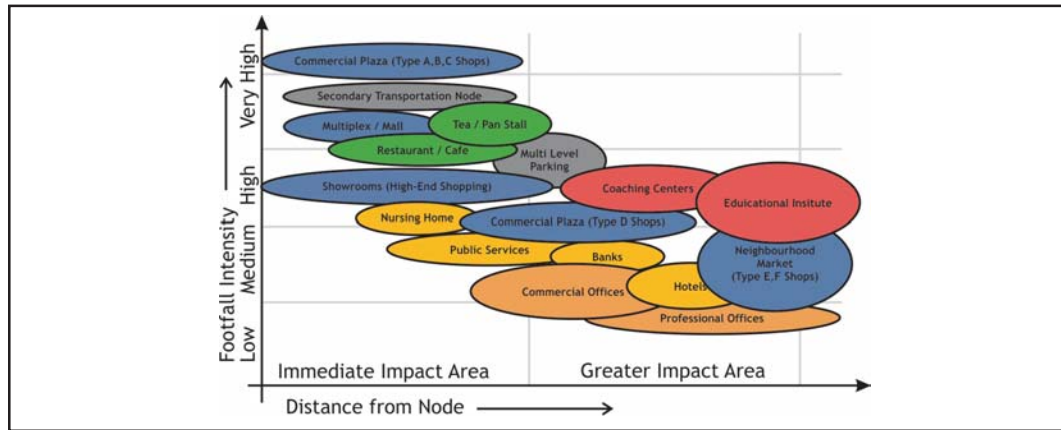 Commercial Plaza (Type A,B,C Shops)
Secondary Transportation Node
Multiplex / Mall
Tea / Pan Stall
Restaurant / Cafe
Multi Level
Parking
Showrooms (High-End Shopping)
Coaching Centers
Eduicational Insitute
Nursing Home
Commercial Plaza (Type D Shops)
Public Services
Banks
Neighbourhood
Market
(Type E,F Shops)
Commercial Offices
Hotels
Professional Offices
Footfall Intensity
Low
Medium
High
Very High
Immediate Impact Area
Greater Impact Area
Distance from Node